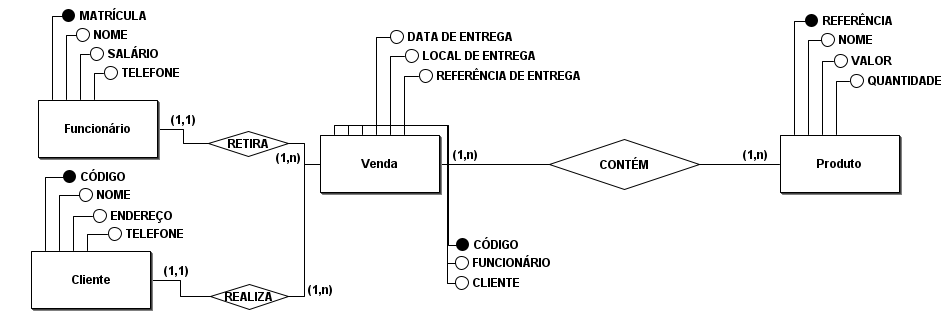 MATRÍCULA
NOME
SALÁRIO
TELEFONE
Funcionário
(1,1)
RETIRA
(1,n)
DATA DE ENTREGA
LOCAL DE ENTREGA
REFERÊNCIA DE ENTREGA
Venda
(1,n)
CONTÉM
(1,n)
REFERÊNCIA
NOME
VALOR
QUANTIDADE
Produto
CÓDIGO
NOME
ENDEREÇO
TELEFONE
Cliente
(1,1)
REALIZA
(1,n)
CÓDIGO
FUNCIONÁRIO
CLIENTE